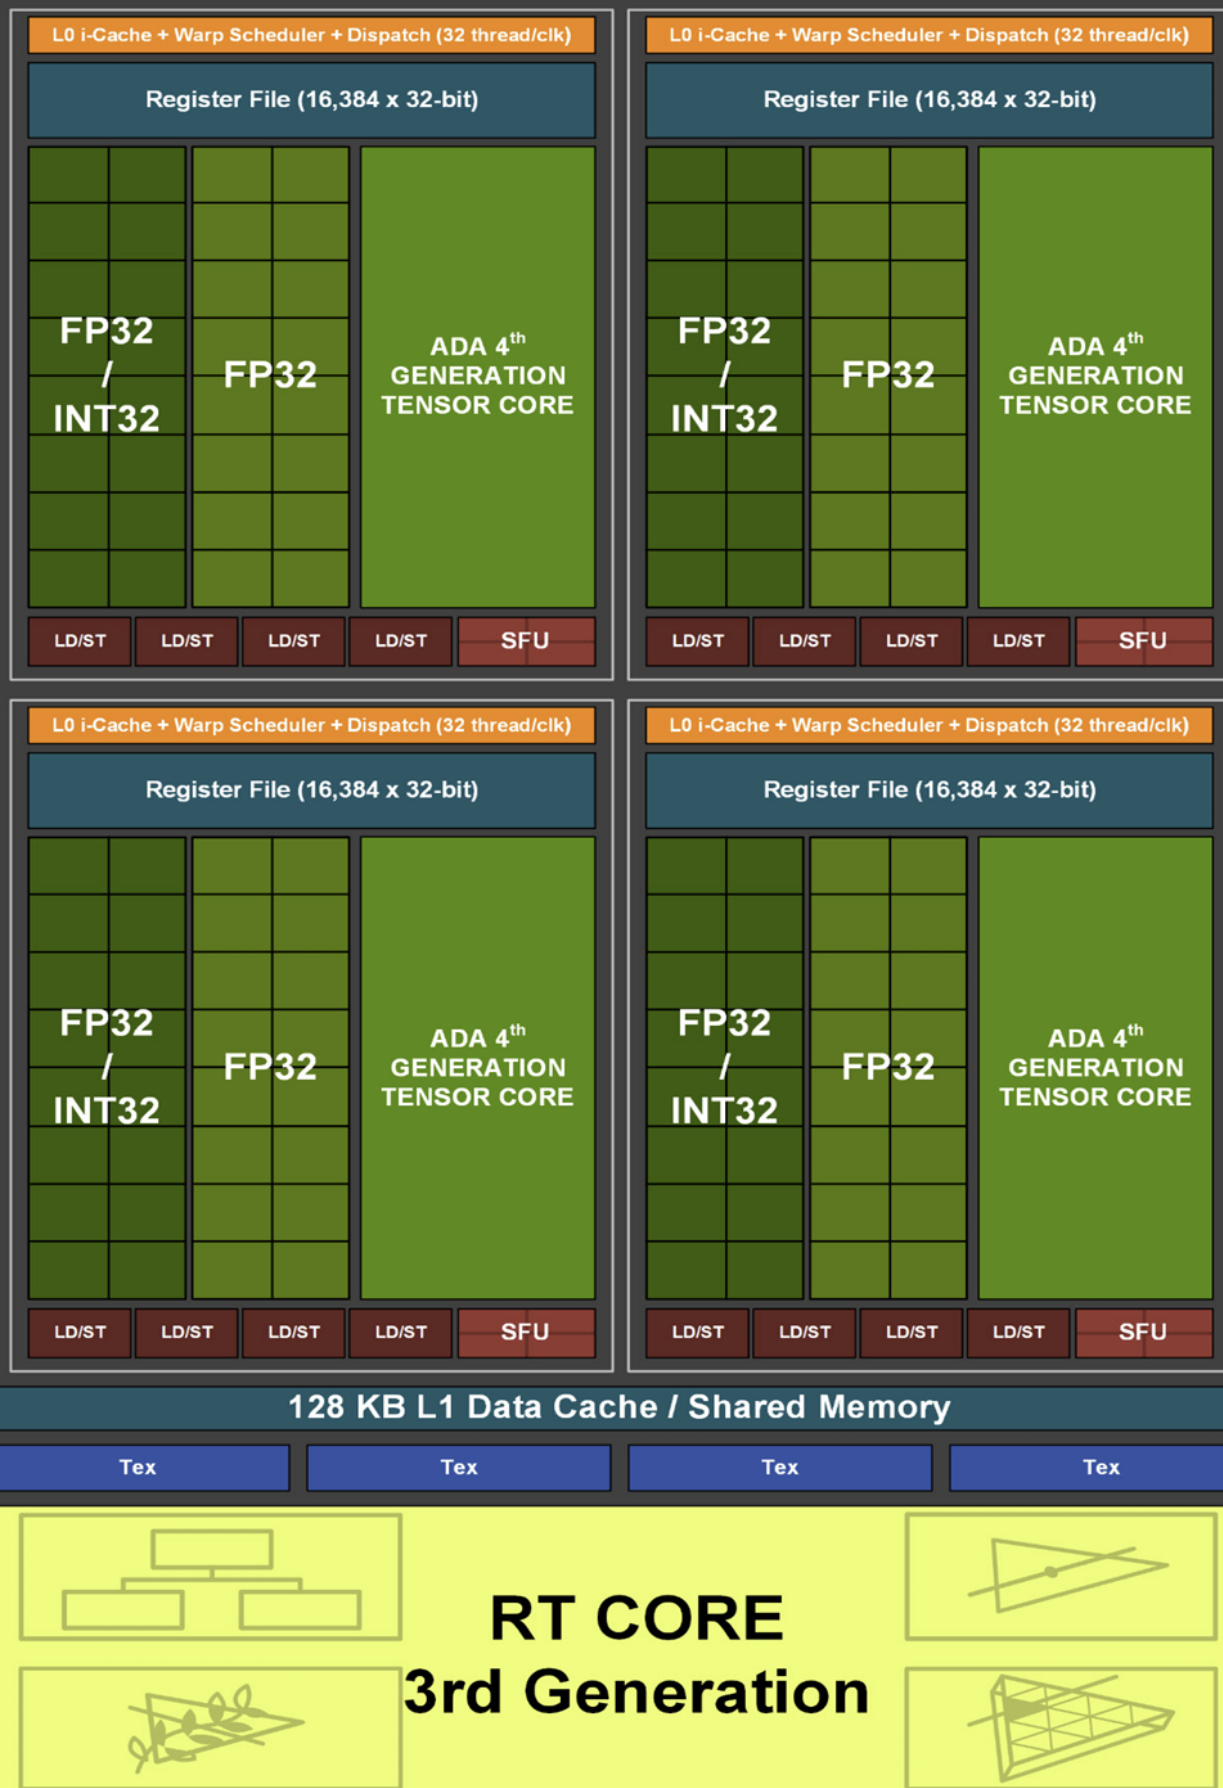 L0 i-Cache + Warp Scheduler + Dispatch (32 thread/clk)
Register File (16,384 x 32-bit)
FP32
/
INT32
FP32
ADA 4th
GENERATION
TENSOR CORE
LD/ST
LD/ST
LD/ST
LD/ST
SFU
L0 i-Cache + Warp Scheduler + Dispatch (32 thread/clk)
Register File (16,384 x 32-bit)
FP32
/
INT32
FP32
ADA 4th
GENERATION
TENSOR CORE
LD/ST
LD/ST
LD/ST
LD/ST
SFU
L0 i-Cache + Warp Scheduler + Dispatch (32 thread/clk)
Register File (16,384 x 32-bit)
FP32
/
INT32
FP32
ADA 4th
GENERATION
TENSOR CORE
LD/ST
LD/ST
LD/ST
LD/ST
SFU
L0 i-Cache + Warp Scheduler + Dispatch (32 thread/clk)
Register File (16,384 x 32-bit)
FP32
/
INT32
FP32
ADA 4th
GENERATION
TENSOR CORE
LD/ST
LD/ST
LD/ST
LD/ST
SFU
128 KB L1 Data Cache / Shared Memory
Tex
Tex
Tex
Tex
RT CORE
3rd Generation